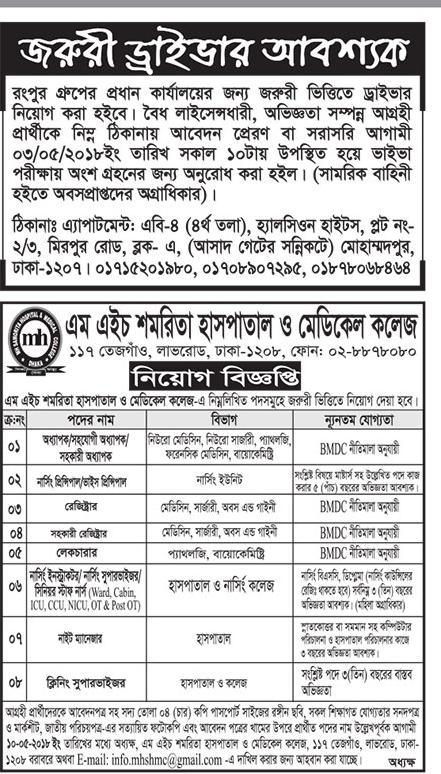 জরুরী ড্রাইভার আবশ্যক
রংপুর গ্রুপের প্রধান কার্যালয়ের জন্য জরুরী ভিত্তিতে ড্রাইভার
নিয়োগ করা হইবে। বৈধ লাইসেন্সধারী, অভিজ্ঞতা সম্পন্ন আগ্রহী
প্রার্থীকে নিম্ন ঠিকানায় আবেদন প্রেরণ বা সরাসরি আগামী
০৩/০৫/২০১৮ইং তারিখ সকাল ১০টায় উপস্থিত হয়ে ভাইভা
পরীক্ষায় অংশ গ্রহনের জন্য অনুরোধ করা হইল। (সামরিক বাহিনী
হইতে অবসপ্রাপ্তদের অগ্রাধিকার)।
ঠিকানাঃ এ্যাপাটমেন্ট: এবি-৪ (৪র্থ তলা), হ্যালসিওন হাইটস, প্লট নং-
২/৩, মিরপুর রোড, ব্লক- এ, (আসাদ গেটের সন্নিকটে) মোহাম্মদপুর,
ঢাকা-১২০৭। ০১৭১৫২০১৯৮০, ০১৭০৮৯০৭২৯৫, ০১৮৭৮০৬৮৪৬৪
mh
এম এইচ শমরিতা হাসপাতাল ও মেডিকেল কলেজ
১১৭ তেজগাঁও, লাভরোড, ঢাকা-১২০৮, ফোন: ০২-৮৮৭৮০৮০
নিয়োগ বিজ্ঞপ্তি
এম এইচ শমরিতা হাসপাতাল ও মেডিকেল কলেজ-এ নিম্নলিখিত পদসমুহে জরুরী ভিত্তিতে নিয়োগ দেয়া হবে।
ক্র:নং পদের নাম বিভাগ ন্যূনতম যোগ্যতা
০১ অধ্যাপক/সহযোগী অধ্যাপক/ সহকারী অধ্যাপক নিউরো মেডিসিন, নিউরো সার্জারী, প্যাথলজি, ফরেনসিক মেডিসিন, বায়োকেমিস্ট্রি BMDC নীতিমালা অনুযায়ী
০২ নার্সিং প্রিন্সিপাল/ভাইস প্রিন্সিপাল নার্সিং ইউনিট সংশ্লিষ্ট বিষয়ে মাষ্টার্স সহ উল্লেখিত পদে কাজ করার ৫ (পাঁচ) বছরের অভিজ্ঞতা আবশ্যক।
০৩ রেজিষ্ট্রার মেডিসিন, সার্জারী, অবস এন্ড গাইনী BMDC নীতিমালা অনুযায়ী
০৪ সহকারী রেজিষ্ট্রার মেডিসিন, সার্জারী, অবস এন্ড গাইনী BMDC নীতিমালা অনুযায়ী
০৫ লেকচারার প্যাথলজি, বায়োকেমিষ্ট্রি BMDC নীতিমালা অনুযায়ী
০৬ নার্সিং ইনস্ট্রাকটর/ নার্সিং সুপারভাইজর/ সিনিয়র স্টাফ নার্স (Ward, Cabin, ICU, CCU, NICU, OT & Post OT) হাসপাতাল ও নার্সিং কলেজ নার্সিং বিএসসি, ডিপ্লেমা (নার্সিং কাউন্সিলের রেজিঃ থাকতে হবে) সর্বনিম্ন ৩ (তিন) বছরের অভিজ্ঞতা আবশ্যক। (মহিলা অগ্রাধিকার)
০৭ নাইট ম্যানেজার হাসপাতাল স্নাতকোত্তর বা সমমান সহ কম্পিউটার পরিচালনা ও হাসপাতাল পরিচালনার কাজে ৩ বছরের অভিজ্ঞতা আবশ্যক।
০৮ ক্লিনিং সুপারভাইজর হাসপাতাল ও কলেজ সংশ্লিষ্ট পদে ৩(তিন) বছরের বাস্তব অভিজ্ঞতা
আগ্রহী প্রার্থীদেরকে আবেদনপত্র সহ সদ্য তোলা ০৪ (চার) কপি পাসপোর্ট সাইজের রঙ্গীন ছবি, সকল শিক্ষাগত যোগ্যতার সনদপত্র
ও মার্কশীট, জাতীয় পরিচয়পত্র-এর সত্যায়িত ফটোকপি এবং আবেদন পত্রের খামের উপরে প্রার্থীত পদের নাম উল্লেখপূর্বক আগামী
১০-০৫-২০১৮ ইং তারিখের মধ্যে অধ্যক্ষ, এম এইচ শমরিতা হাসপাতাল ও মেডিকেল কলেজ, ১১৭ তেজগাঁও, লাভরোড, ঢাকা-
১২০৮ বরাবরে অথবা E-mail: info.mhshmc@gmail.com -এ দাখিল করার জন্য আহবান করা যাচ্ছে। অধ্যক্ষ